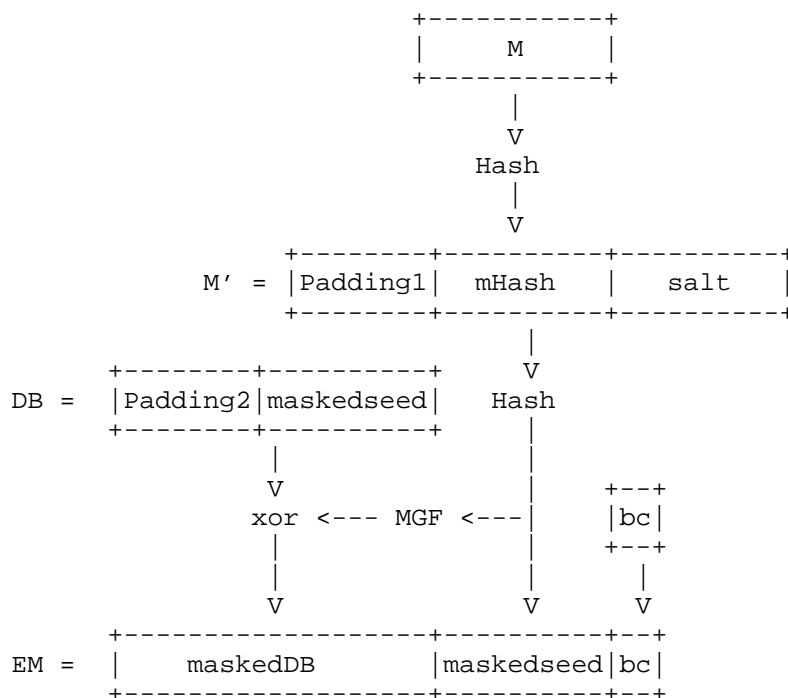 M
Hash
M' = Padding1 mHash salt
DB = Padding2 maskedseed Hash
xor <--- MGF <--- bc
EM = maskedDB maskedseed bc